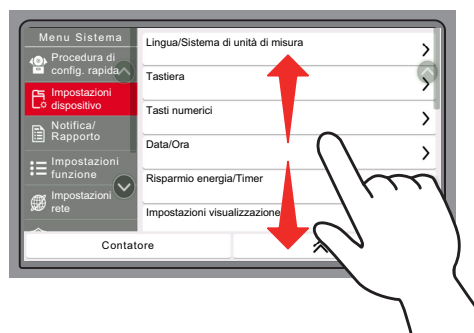 Menu Sistema
Procedura di
config. rapida
Impostazioni
dispositivo
Notifica/
Rapporto
Impostazioni
funzione
Impostazioni
rete
Lingua/Sistema di unità di misura
Tastiera
Tasti numerici
Data/Ora
Risparmio energia/Timer
Impostazioni visualizzazione
Contatore